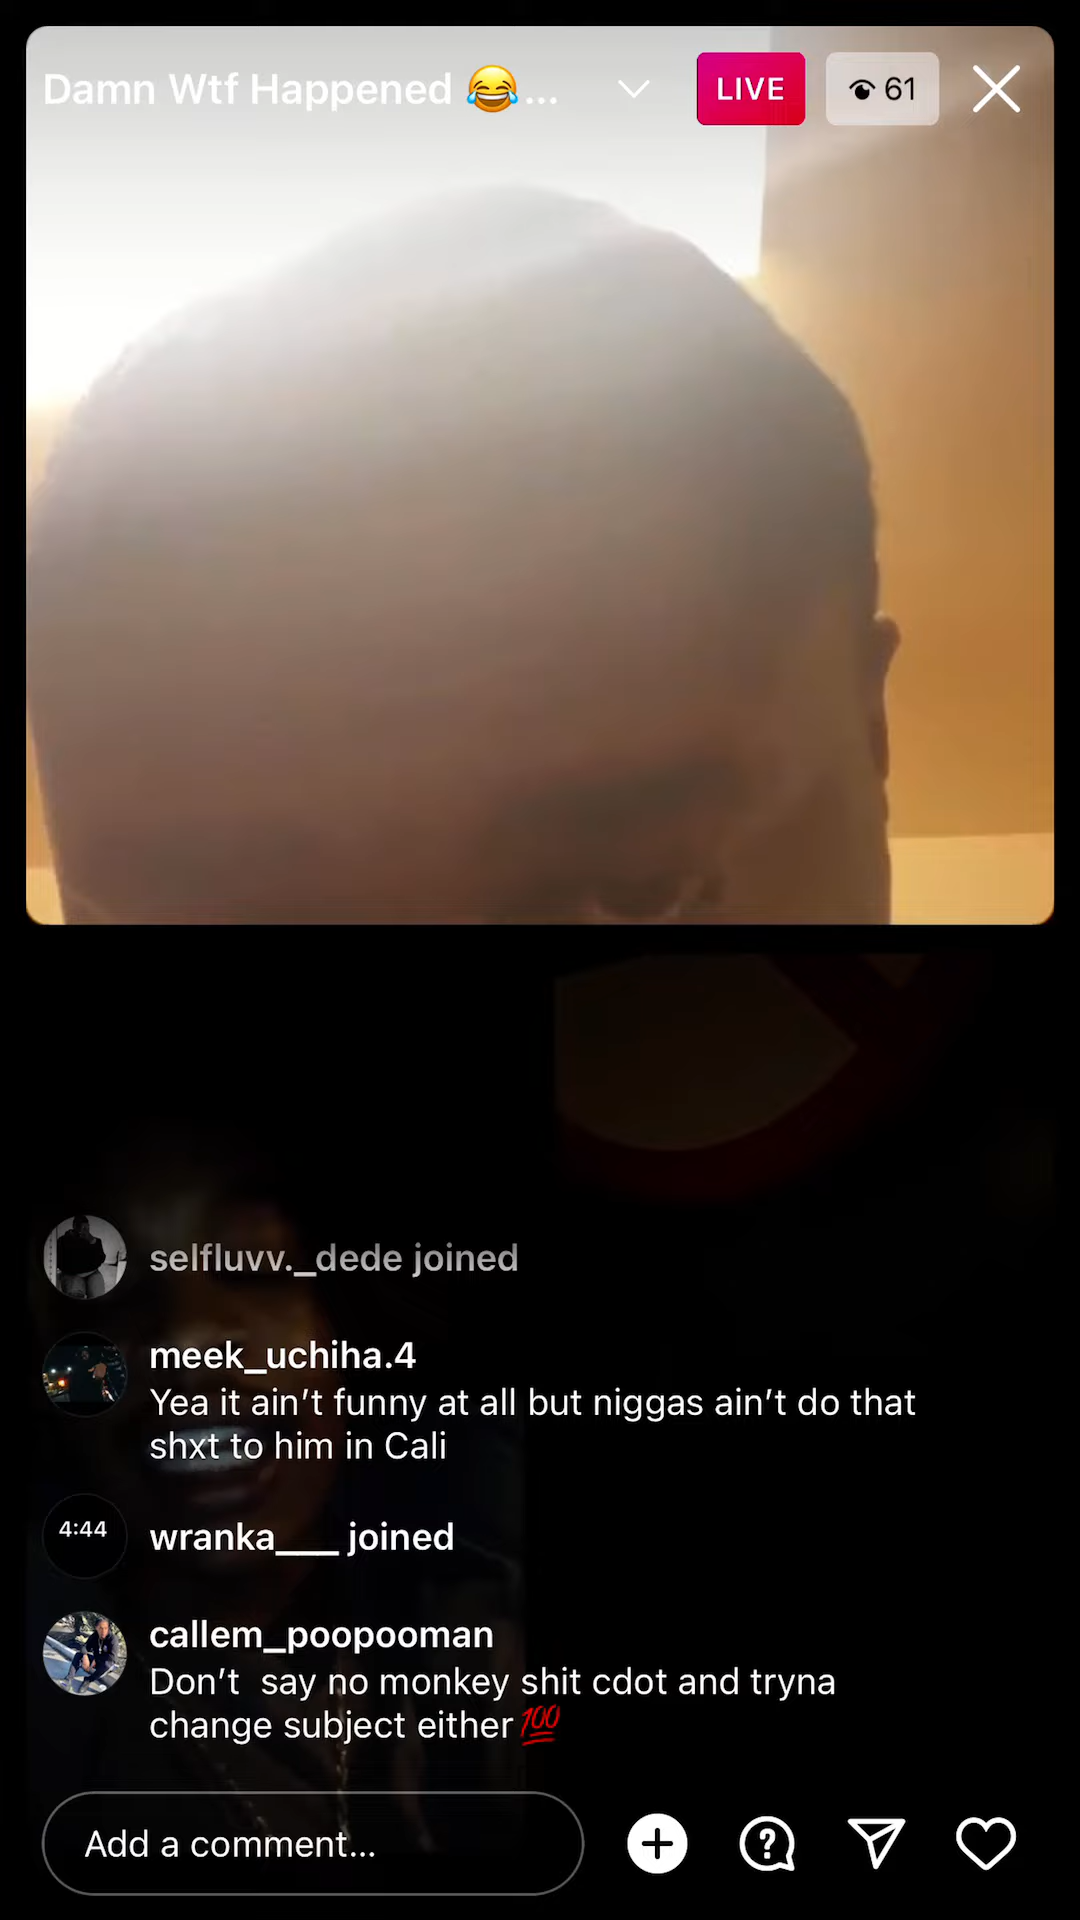 Damn Wtf Happened 😂...
LIVE
61
selfluvv._dede joined
meek_uchiha.4
Yea it ain’t funny at all but niggas ain’t do that
shxt to him in Cali
4:44
wranka___ joined
callem_poopooman
Don’t  say no monkey shit cdot and tryna
change subject either 💯
Add a comment...